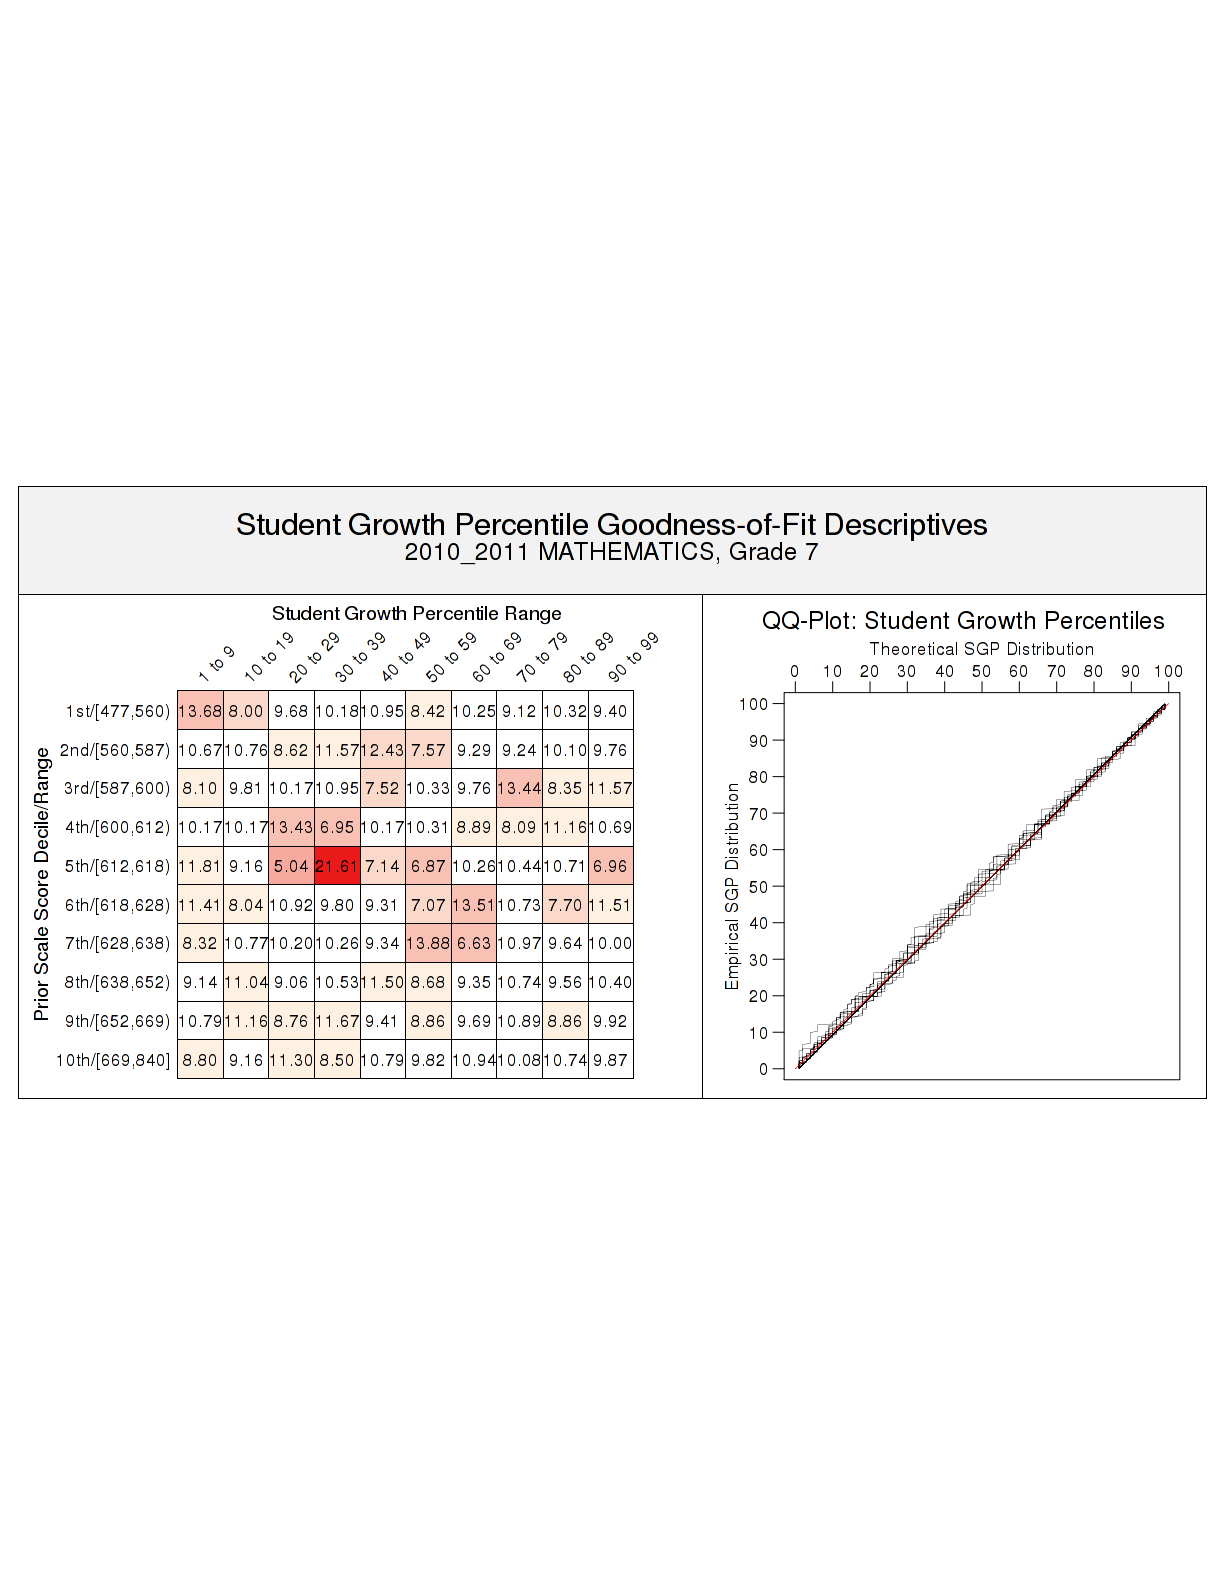 Student Growth Percentile Goodness-of-Fit Descriptives
2010_2011 MATHEMATICS, Grade 7
Student Growth Percentile Range
1 to 9 10 to 19 20 to 29 30 to 39 40 to 49 50 to 59 60 to 69 70 to 79 80 to 89 90 to 99
Prior Scale Score Decile/Range
1st/[477,560) 13.68 8.00 9.68 10.18 10.95 8.42 10.25 9.12 10.32 9.40
2nd/[560,587) 10.67 10.76 8.62 11.57 12.43 7.57 9.29 9.24 10.10 9.76
3rd/[587,600) 8.10 9.81 10.17 10.95 7.52 10.33 9.76 13.44 8.35 11.57
4th/[600,612) 10.17 10.17 13.43 6.95 10.17 10.31 8.89 8.09 11.16 10.69
5th/[612,618) 11.81 9.16 5.04 21.61 7.14 6.87 10.26 10.44 10.71 6.96
6th/[618,628) 11.41 8.04 10.92 9.80 9.31 7.07 13.51 10.73 7.70 11.51
7th/[628,638) 8.32 10.77 10.20 10.26 9.34 13.88 6.63 10.97 9.64 10.00
8th/[638,652) 9.14 11.04 9.06 10.53 11.50 8.68 9.35 10.74 9.56 10.40
9th/[652,669) 10.79 11.16 8.76 11.67 9.41 8.86 9.69 10.89 8.86 9.92
10th/[669,840] 8.80 9.16 11.30 8.50 10.79 9.82 10.94 10.08 10.74 9.87
QQ-Plot: Student Growth Percentiles
Theoretical SGP Distribution
0 10 20 30 40 50 60 70 80 90 100
Empirical SGP Distribution
100
90
80
70
60
50
40
30
20
10
0